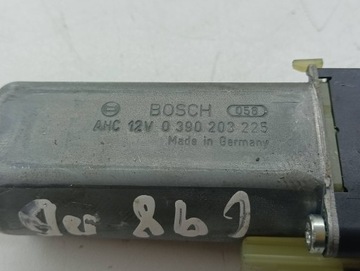 BOSCH 058
AHC 12V 0 390 203 225
Made in Germany